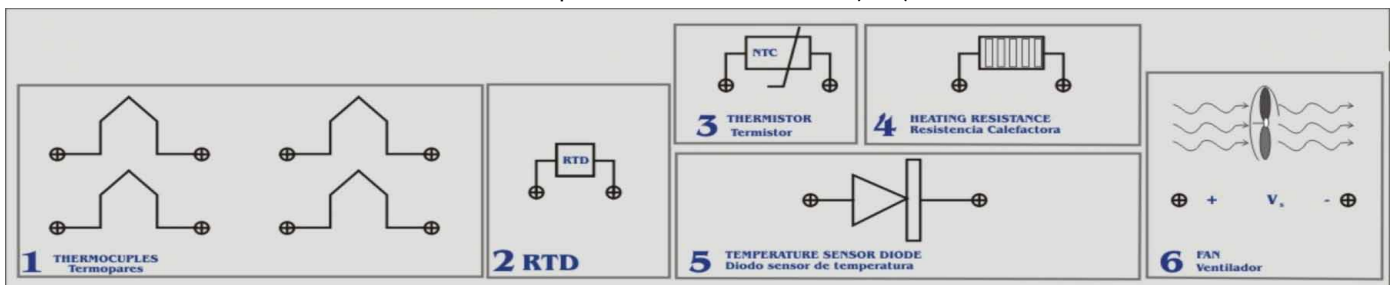 1 THERMOCUPLES
Termopares
RTD
2 RTD
NTC
3 THERMISTOR
Termistor
4 HEATING RESISTANCE
Resistencia Calefactora
5 TEMPERATURE SENSOR DIODE
Diodo sensor de temperatura
+ Vx -
6 FAN
Ventilador